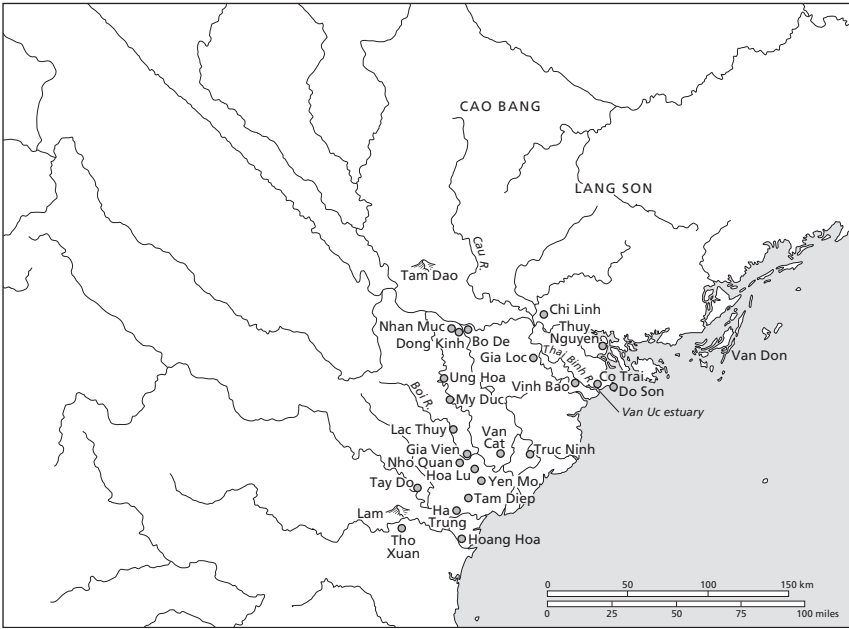 CAO BANG
LANG SON
Cau R.
Tam Dao
Chi Linh
Nhan Muc
Thuy
Nguyen
Dong Kinh
Bo De
Gia Loc
Thai Binh R.
Van Don
Ung Hoa
Vinh Bao
Co Trai
Do Son
Boi R.
My Duc
Van Uc estuary
Lac Thuy
Van
Cat
Gia Vien
Truc Ninh
Nho Quan
Hoa Lu
Tay Do
Yen Mo
Tam Diep
Lam
Ha
Trung
Tho
Xuan
Hoang Hoa
0 50 100 150 km
0 25 50 75 100 miles